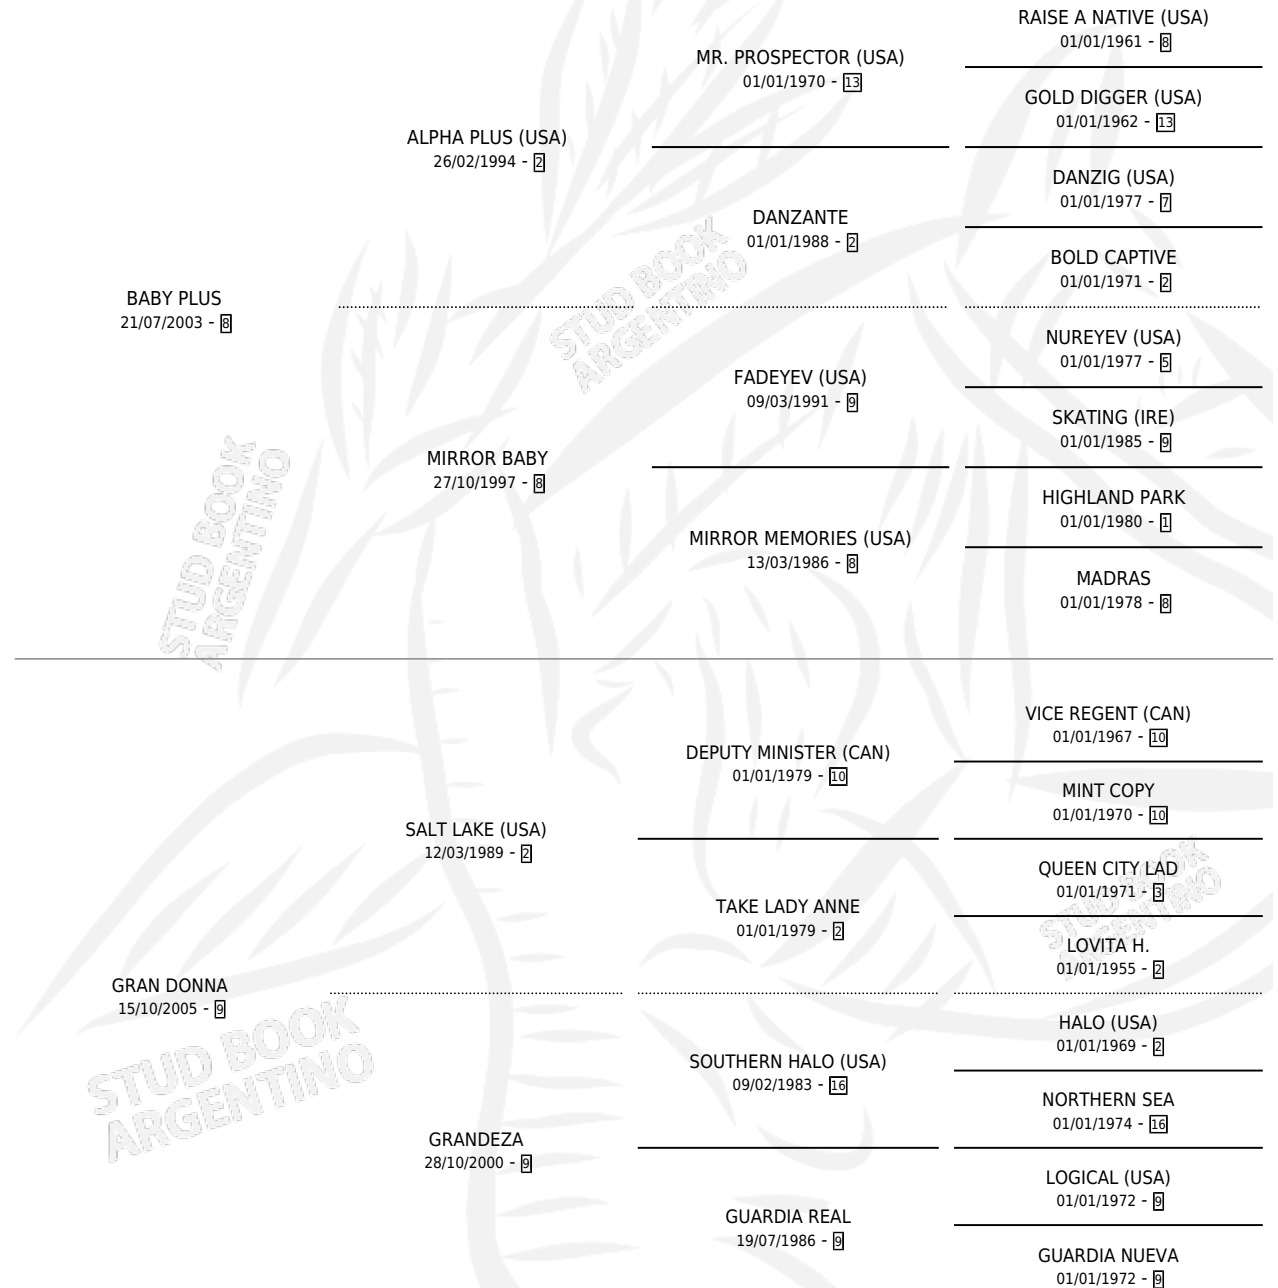 RAISE A NATIVE (USA)
01/01/1961 - 8
MR. PROSPECTOR (USA)
01/01/1970 - 13
GOLD DIGGER (USA)
01/01/1962 - 13
ALPHA PLUS (USA)
26/02/1994 - 2
DANZIG (USA)
01/01/1977 - 7
DANZANTE
01/01/1988 - 2
BOLD CAPTIVE
01/01/1971 - 2
BABY PLUS
21/07/2003 - 8
NUREYEV (USA)
01/01/1977 - 5
FADEYEV (USA)
09/03/1991 - 9
SKATING (IRE)
01/01/1985 - 9
MIRROR BABY
27/10/1997 - 8
HIGHLAND PARK
01/01/1980 - 1
MIRROR MEMORIES (USA)
13/03/1986 - 8
MADRAS
01/01/1978 - 8
VICE REGENT (CAN)
01/01/1967 - 10
DEPUTY MINISTER (CAN)
01/01/1979 - 10
MINT COPY
01/01/1970 - 10
SALT LAKE (USA)
12/03/1989 - 2
QUEEN CITY LAD
01/01/1971 - 3
TAKE LADY ANNE
01/01/1979 - 2
LOVITA H.
01/01/1955 - 2
GRAN DONNA
15/10/2005 - 9
HALO (USA)
01/01/1969 - 2
SOUTHERN HALO (USA)
09/02/1983 - 16
NORTHERN SEA
01/01/1974 - 16
GRANDEZA
28/10/2000 - 9
LOGICAL (USA)
01/01/1972 - 9
GUARDIA REAL
19/07/1986 - 9
GUARDIA NUEVA
01/01/1972 - 9
STUD BOOK
ARGENTINO
STUD BOOK
ARGENTINO
STUD BOOK
ARGENTINO
STUD BOOK
ARGENTINO